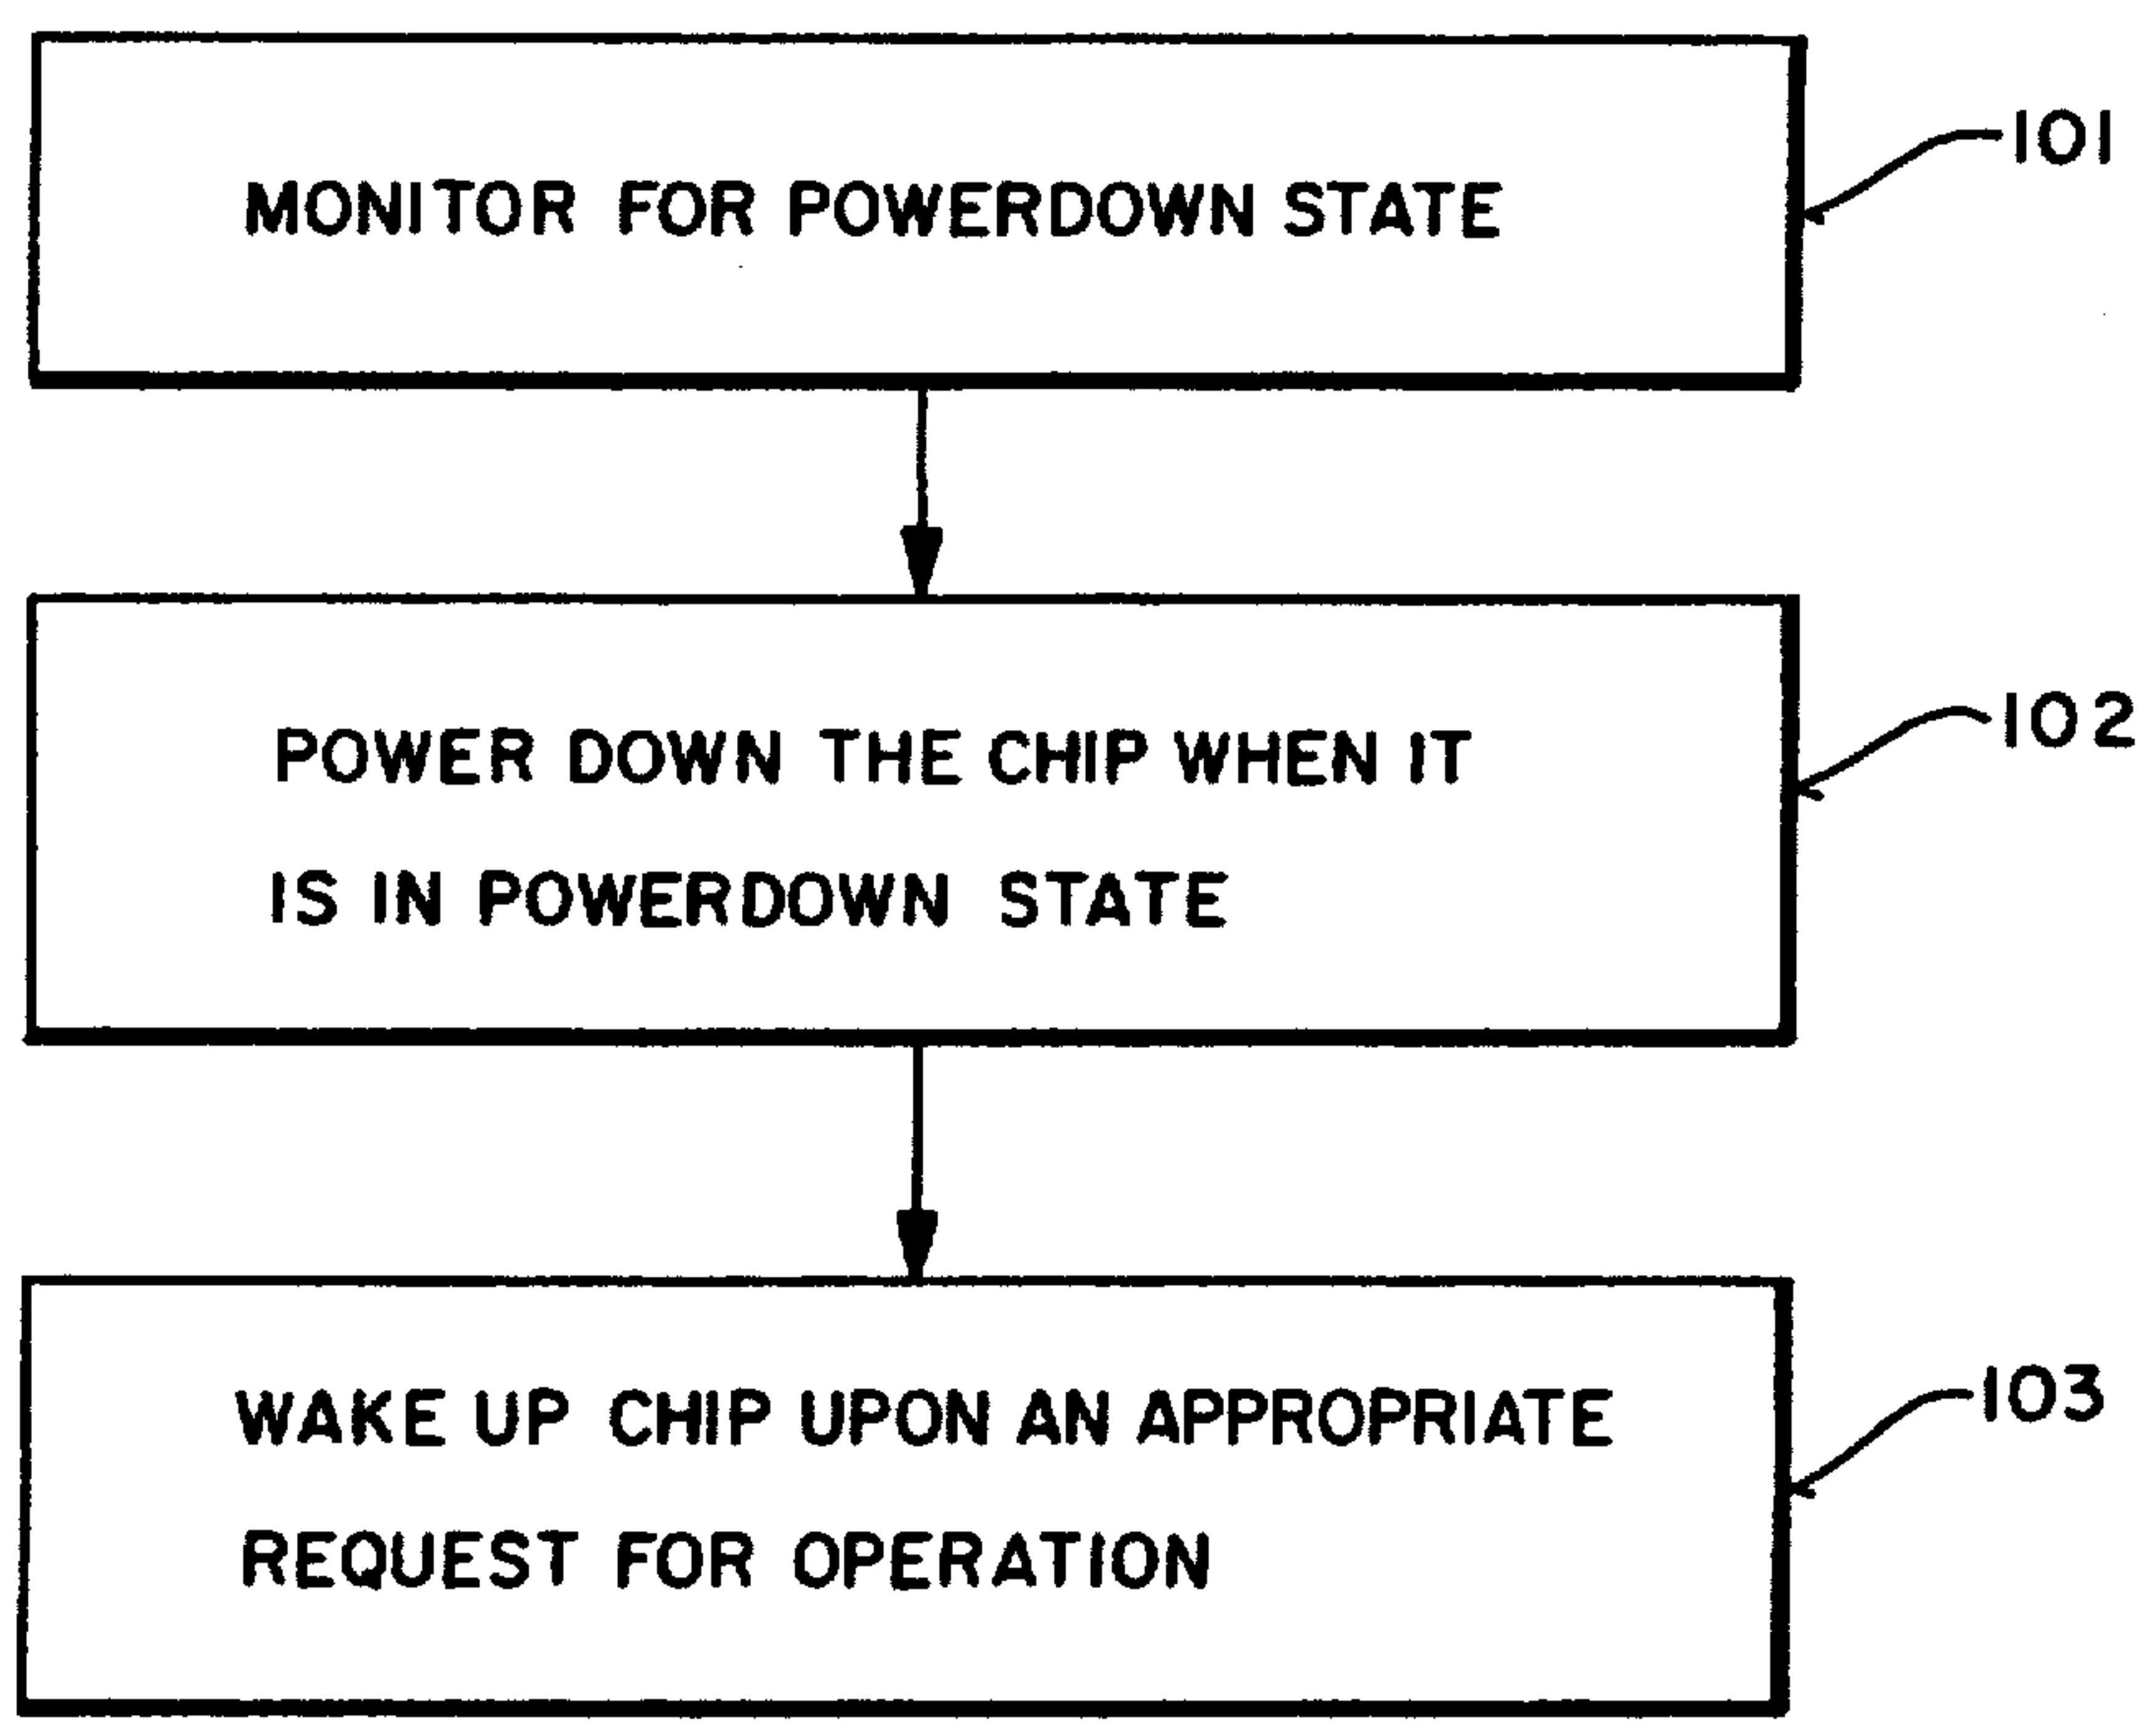 MONITOR FOR POWERDOWN STATE
101
POWER DOWN THE CHIP WHEN IT
IS IN POWERDOWN STATE
102
WAKE UP CHIP UPON AN APPROPRIATE
REQUEST FOR OPERATION
103